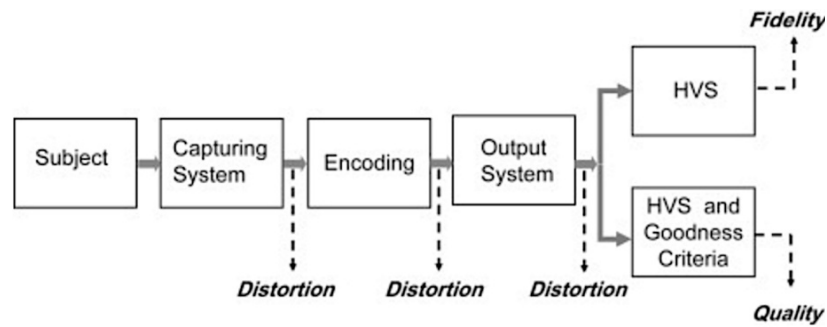 Fidelity
HVS
Subject
Capturing
System
Encoding
Output
System
HVS and
Goodness
Criteria
Distortion
Distortion
Distortion
Quality